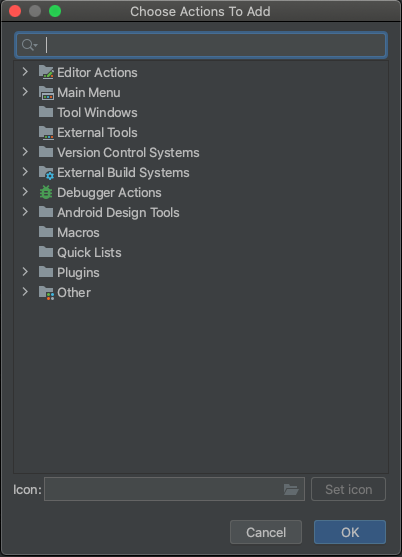 Choose Actions To Add
Editor Actions
Main Menu
Tool Windows
External Tools
Version Control Systems
External Build Systems
Debugger Actions
Android Design Tools
Macros
Quick Lists
Plugins
Other
Icon:
Set icon
Cancel
OK